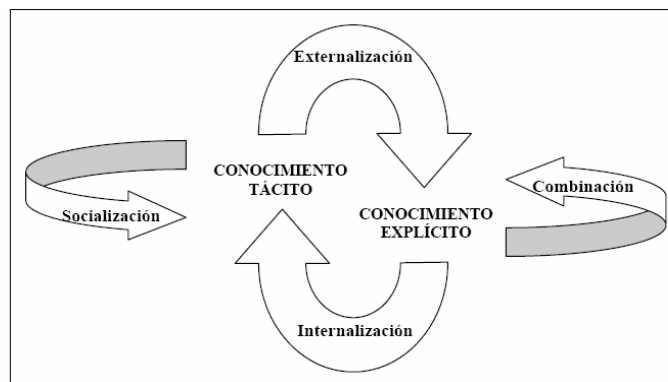 Externalización
CONOCIMIENTO
TÁCITO
Combinación
Socialización
CONOCIMIENTO
EXPLÍCITO
Internalización